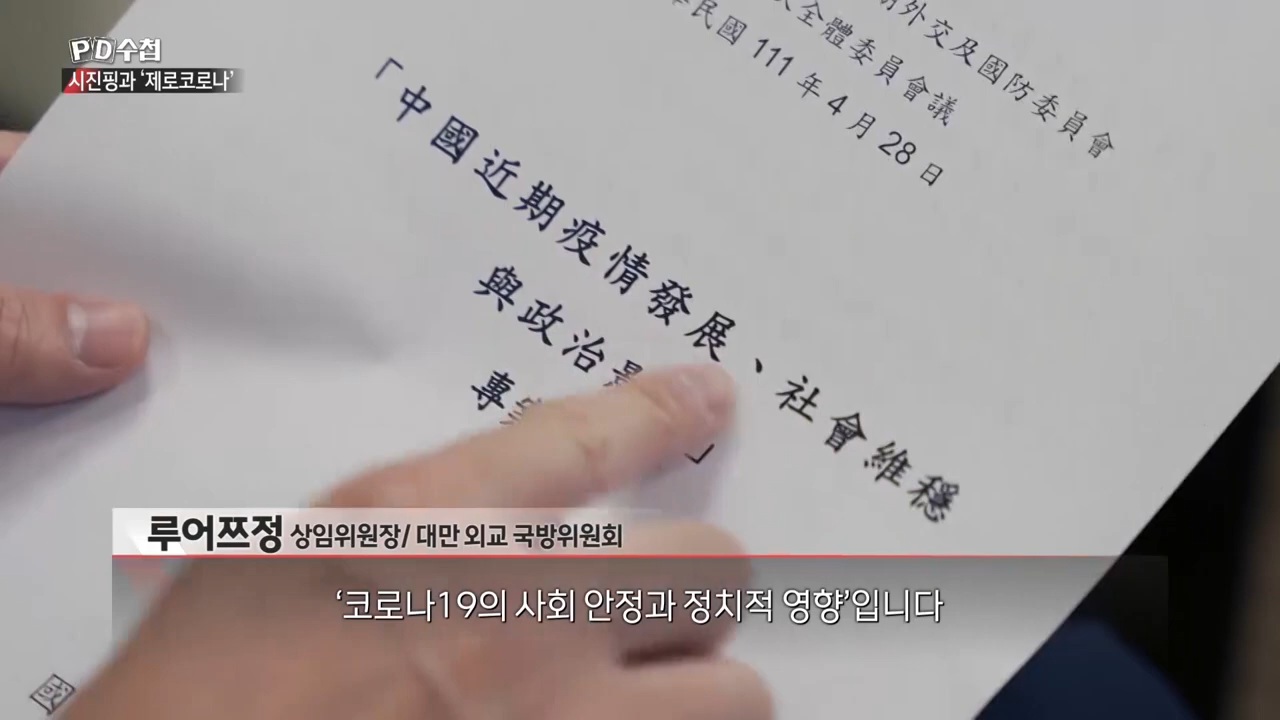 PD수첩
시진핑과 '제로코로나'
外交及國防委員會
全體委員會議
民國 111 年 4 月 28 日
「中國近期疫情發展、社會維穩
與政治
專
」
루어쯔정 상임위원장/ 대만 외교 국방위원회
'코로나19의 사회 안정과 정치적 영향'입니다
國